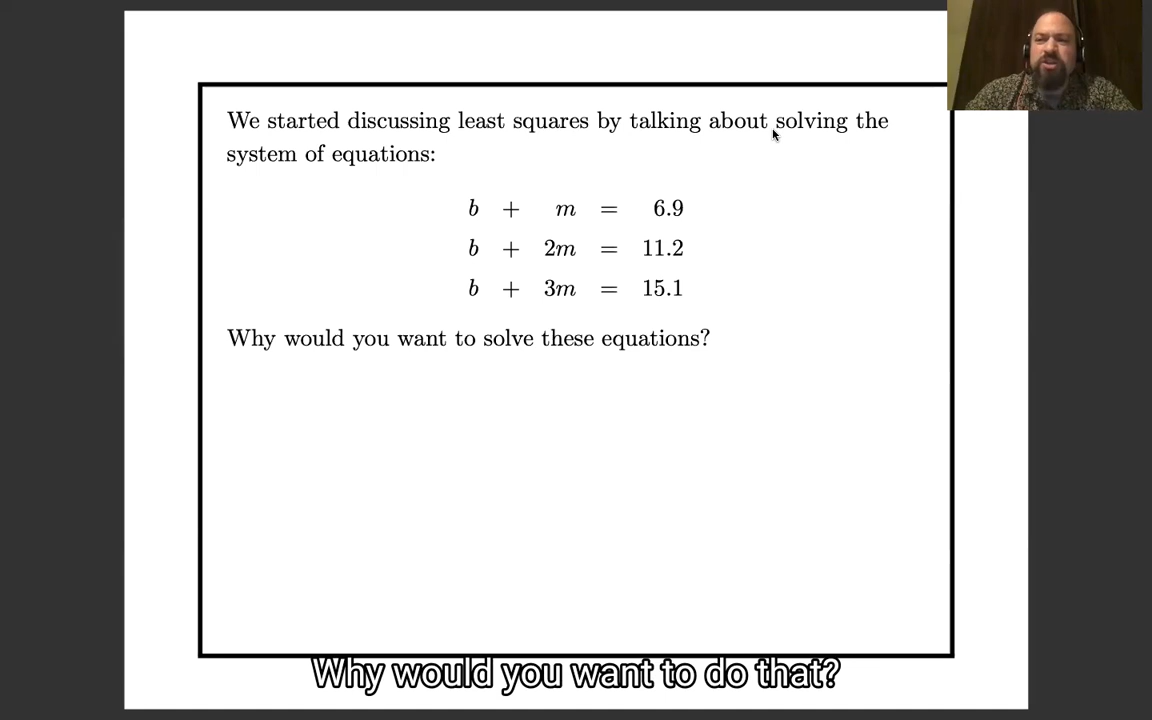 We started discussing least squares by talking about solving the
system of equations:
b + m = 6.9
b + 2m = 11.2
b + 3m = 15.1
Why would you want to solve these equations?
Why would you want to do that?